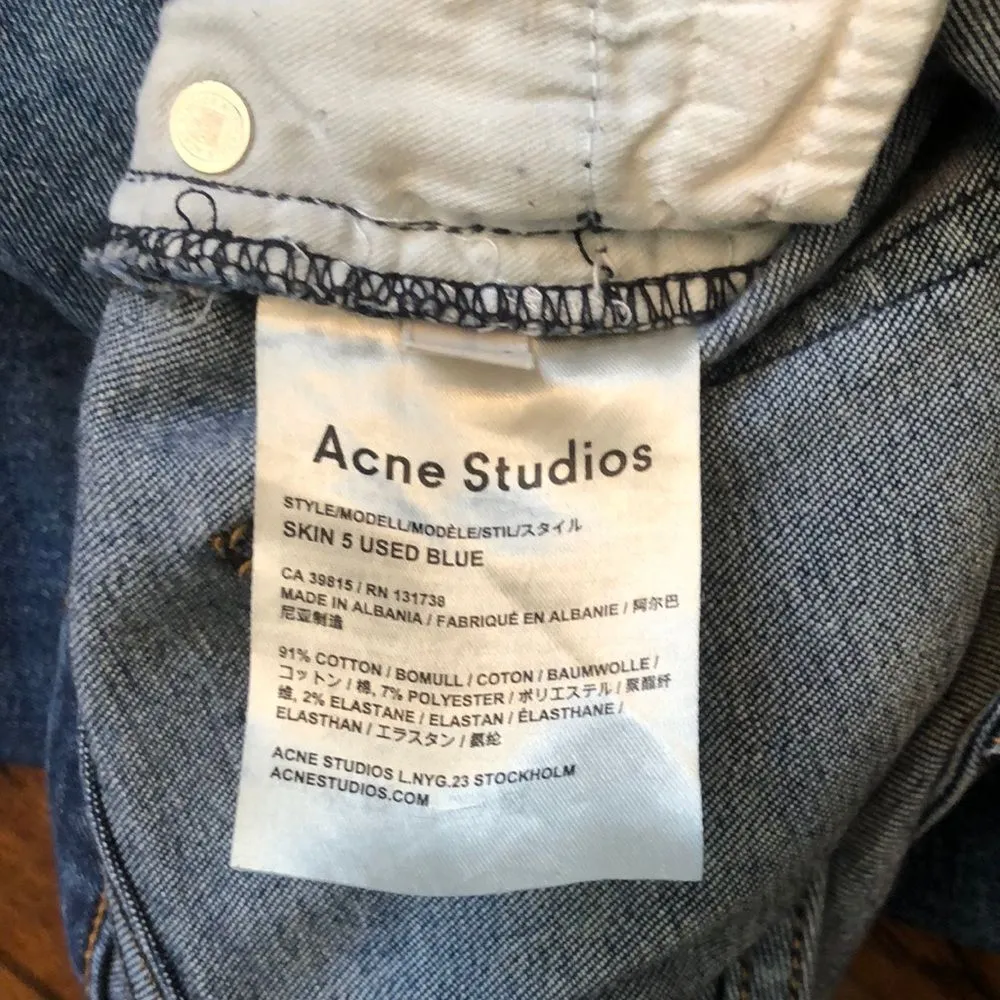 Acne Studios
STYLE/MODELL/MODÈLE/STIL/スタイル
SKIN 5 USED BLUE
CA 39815 / RN 131738
MADE IN ALBANIA / FABRIQUÉ EN ALBANIE / 阿尔巴
尼亚制造
91% COTTON / BOMULL / COTON / BAUMWOLLE /
コットン / 棉, 7% POLYESTER / ポリエステル / 聚酯纤
维, 2% ELASTANE / ELASTAN / ÉLASTHANE /
ELASTHAN / エラスタン / 氨纶
ACNE STUDIOS L.NYG.23 STOCKHOLM
ACNESTUDIOS.COM